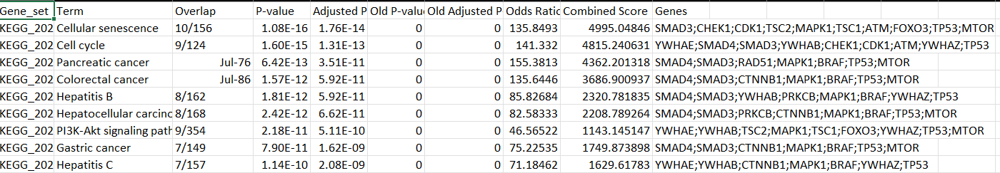 Gene_set Term Overlap P-value Adjusted P Old P-valu Old Adjusted P Odds Ratio Combined Score Genes
KEGG_202 Cellular senescence 10/156 1.08E-16 1.76E-14 0 0 135.8493 4995.04846 SMAD3;CHEK1;CDK1;TSC2;MAPK1;TSC1;ATM;FOXO3;TP53;MTOR
KEGG_202 Cell cycle 9/124 1.60E-15 1.31E-13 0 0 141.332 4815.240631 YWHAE;SMAD4;SMAD3;YWHAB;CHEK1;CDK1;ATM;YWHAZ;TP53
KEGG_202 Pancreatic cancer Jul-76 6.42E-13 3.51E-11 0 0 155.3813 4362.201318 SMAD4;SMAD3;RAD51;MAPK1;BRAF;TP53;MTOR
KEGG_202 Colorectal cancer Jul-86 1.57E-12 5.92E-11 0 0 135.6446 3686.900937 SMAD4;SMAD3;CTNNB1;MAPK1;BRAF;TP53;MTOR
KEGG_202 Hepatitis B 8/162 1.81E-12 5.92E-11 0 0 85.82684 2320.781835 SMAD4;SMAD3;YWHAB;PRKCB;MAPK1;BRAF;YWHAZ;TP53
KEGG_202 Hepatocellular carcinc 8/168 2.42E-12 6.62E-11 0 0 82.58333 2208.789264 SMAD4;SMAD3;PRKCB;CTNNB1;MAPK1;BRAF;TP53;MTOR
KEGG_202 PI3K-Akt signaling path 9/354 2.18E-11 5.11E-10 0 0 46.56522 1143.145147 YWHAE;YWHAB;TSC2;MAPK1;TSC1;FOXO3;YWHAZ;TP53;MTOR
KEGG_202 Gastric cancer 7/149 7.90E-11 1.62E-09 0 0 75.22535 1749.873898 SMAD4;SMAD3;CTNNB1;MAPK1;BRAF;TP53;MTOR
KEGG_202 Hepatitis C 7/157 1.14E-10 2.08E-09 0 0 71.18462 1629.61783 YWHAE;YWHAB;CTNNB1;MAPK1;BRAF;YWHAZ;TP53